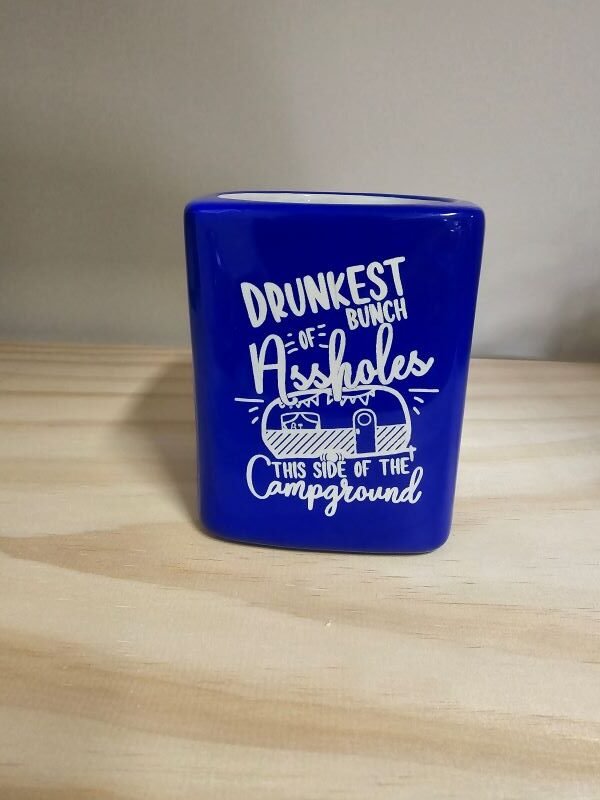 DRUNKEST
BUNCH
OF
Assholes
THIS SIDE OF THE
Campground